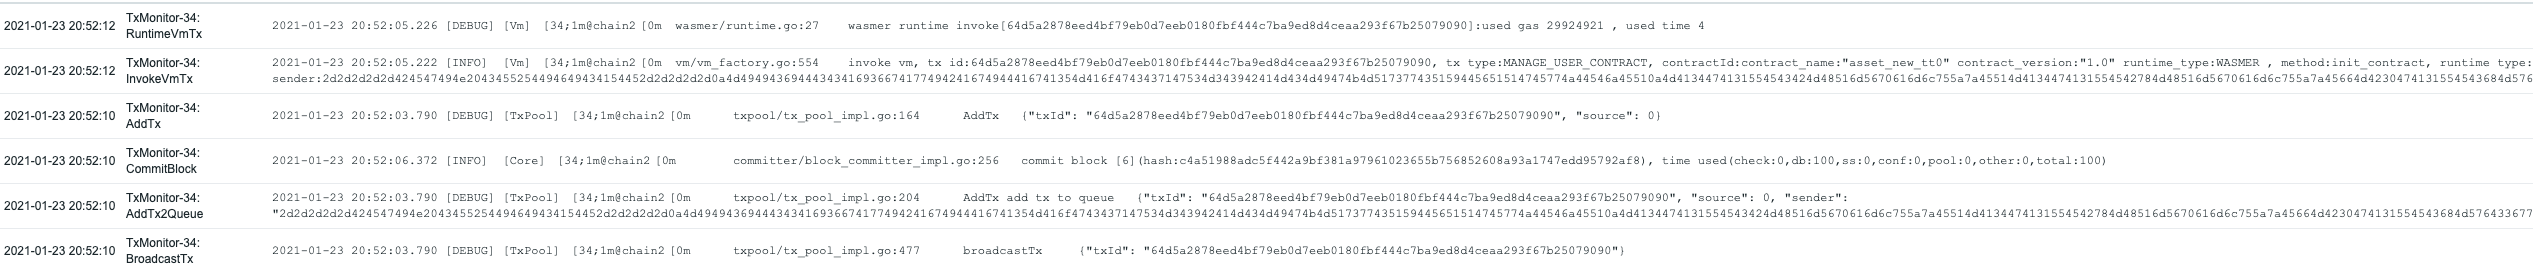 2021-01-23 20:52:12 TxMonitor-34: RuntimeVmTx 2021-01-23 20:52:05.226 [DEBUG] [Vm] [34;1m@chain2 [0m wasmer/runtime.go:27 wasmer runtime invoke[64d5a2878eed4bf79eb0d7eeb0180fbf444c7ba9ed8d4ceaa293f67b25079090]:used gas 29924921 , used time 4
2021-01-23 20:52:12 TxMonitor-34: InvokeVmTx 2021-01-23 20:52:05.222 [INFO] [Vm] [34;1m@chain2 [0m vm/vm_factory.go:554 invoke vm, tx id:64d5a2878eed4bf79eb0d7eeb0180fbf444c7ba9ed8d4ceaa293f67b25079090, tx type:MANAGE_USER_CONTRACT, contractId:contract_name:"asset_new_tt0" contract_version:"1.0" runtime_type:WASMER , method:init_contract, runtime type:
2021-01-23 20:52:10 TxMonitor-34: AddTx 2021-01-23 20:52:03.790 [DEBUG] [TxPool] [34;1m@chain2 [0m txpool/tx_pool_impl.go:164 AddTx {"txId": "64d5a2878eed4bf79eb0d7eeb0180fbf444c7ba9ed8d4ceaa293f67b25079090", "source": 0}
2021-01-23 20:52:10 TxMonitor-34: CommitBlock 2021-01-23 20:52:06.372 [INFO] [Core] [34;1m@chain2 [0m committer/block_committer_impl.go:256 commit block [6](hash:c4a51988adc5f442a9bf381a97961023655b756852608a93a1747edd95792af8), time used(check:0,db:100,ss:0,conf:0,pool:0,other:0,total:100)
2021-01-23 20:52:10 TxMonitor-34: AddTx2Queue 2021-01-23 20:52:03.790 [DEBUG] [TxPool] [34;1m@chain2 [0m txpool/tx_pool_impl.go:204 AddTx add tx to queue {"txId": "64d5a2878eed4bf79eb0d7eeb0180fbf444c7ba9ed8d4ceaa293f67b25079090", "source": 0, "sender":
2021-01-23 20:52:10 TxMonitor-34: BroadcastTx 2021-01-23 20:52:03.790 [DEBUG] [TxPool] [34;1m@chain2 [0m txpool/tx_pool_impl.go:477 broadcastTx {"txId": "64d5a2878eed4bf79eb0d7eeb0180fbf444c7ba9ed8d4ceaa293f67b25079090"}